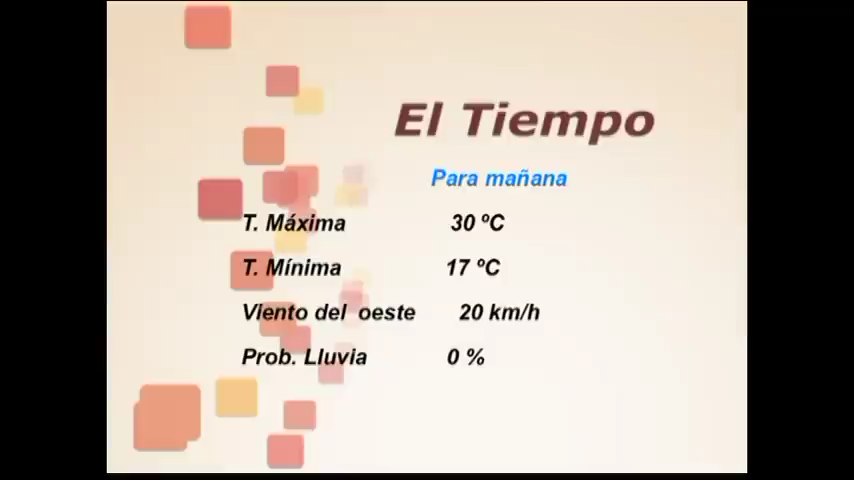 El Tiempo
Para mañana
T. Máxima 30 ºC
T. Mínima 17 ºC
Viento del oeste 20 km/h
Prob. Lluvia 0 %